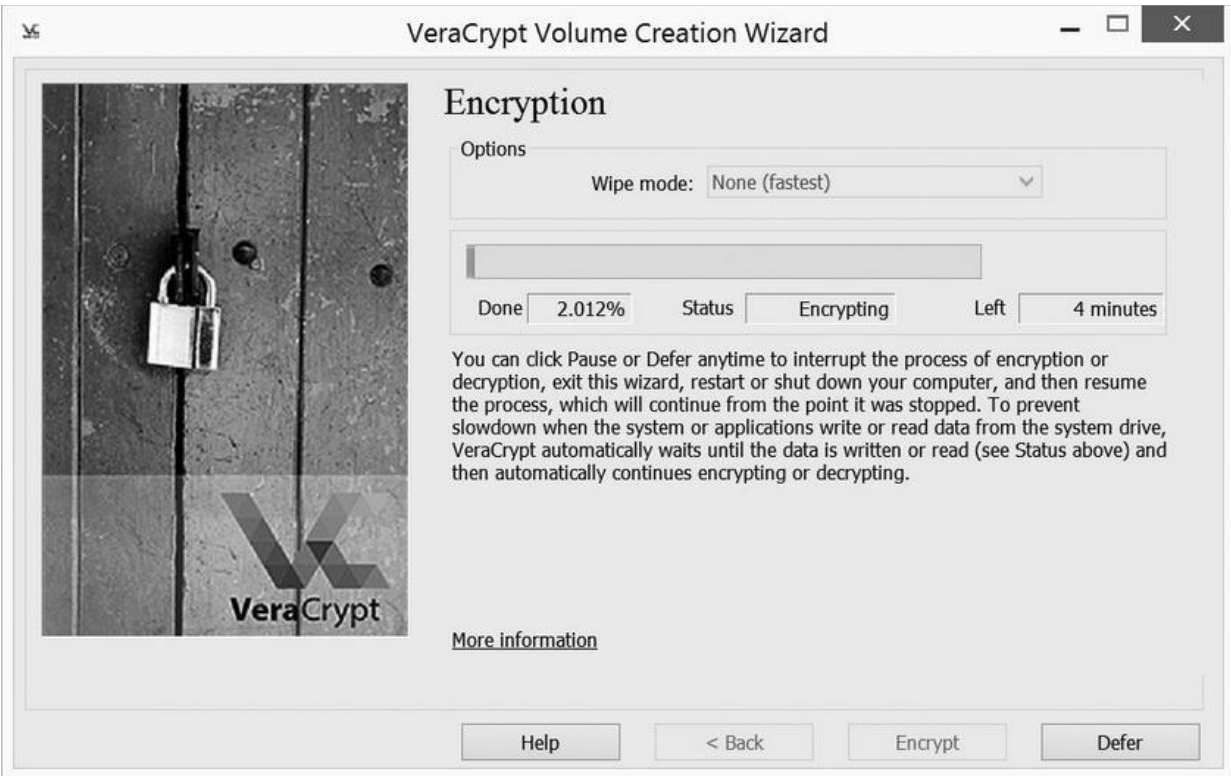 VeraCrypt Volume Creation Wizard
Encryption
Options
Wipe mode: None (fastest)
Done 2.012% Status Encrypting Left 4 minutes
You can click Pause or Defer anytime to interrupt the process of encryption or
decryption, exit this wizard, restart or shut down your computer, and then resume
the process, which will continue from the point it was stopped. To prevent
slowdown when the system or applications write or read data from the system drive,
VeraCrypt automatically waits until the data is written or read (see Status above) and
then automatically continues encrypting or decrypting.
VeraCrypt
More information
Help < Back Encrypt Defer